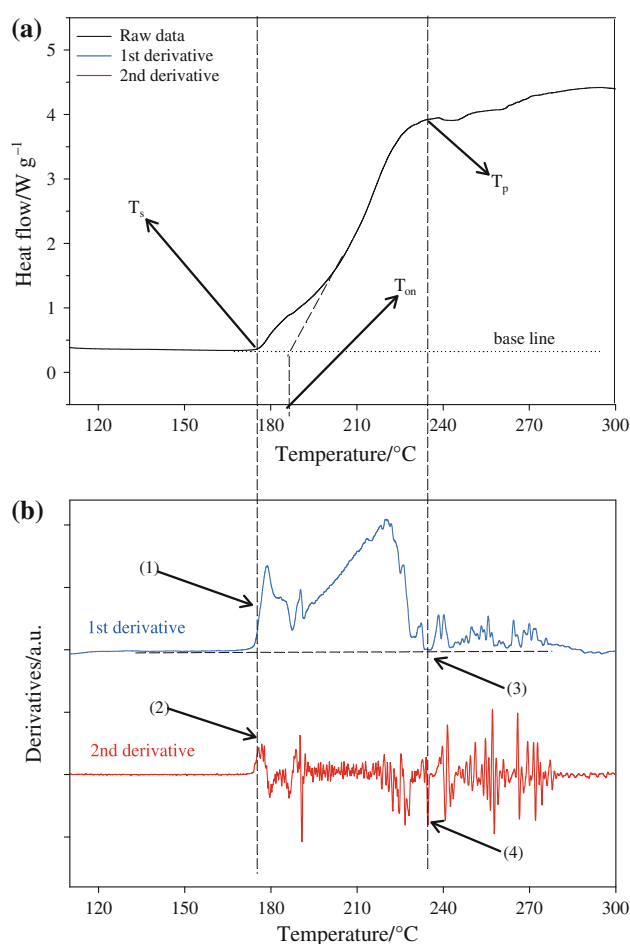 (a)
Raw data
1st derivative
2nd derivative
5
4
3
2
1
0
Heat flow/W g⁻¹
Tₛ
Tₚ
Tₒₙ
base line
120 150 180 210 240 270 300
Temperature/°C
(b)
(1)
1st derivative
(3)
(2)
2nd derivative
(4)
Derivatives/a.u.
120 150 180 210 240 270 300
Temperature/°C